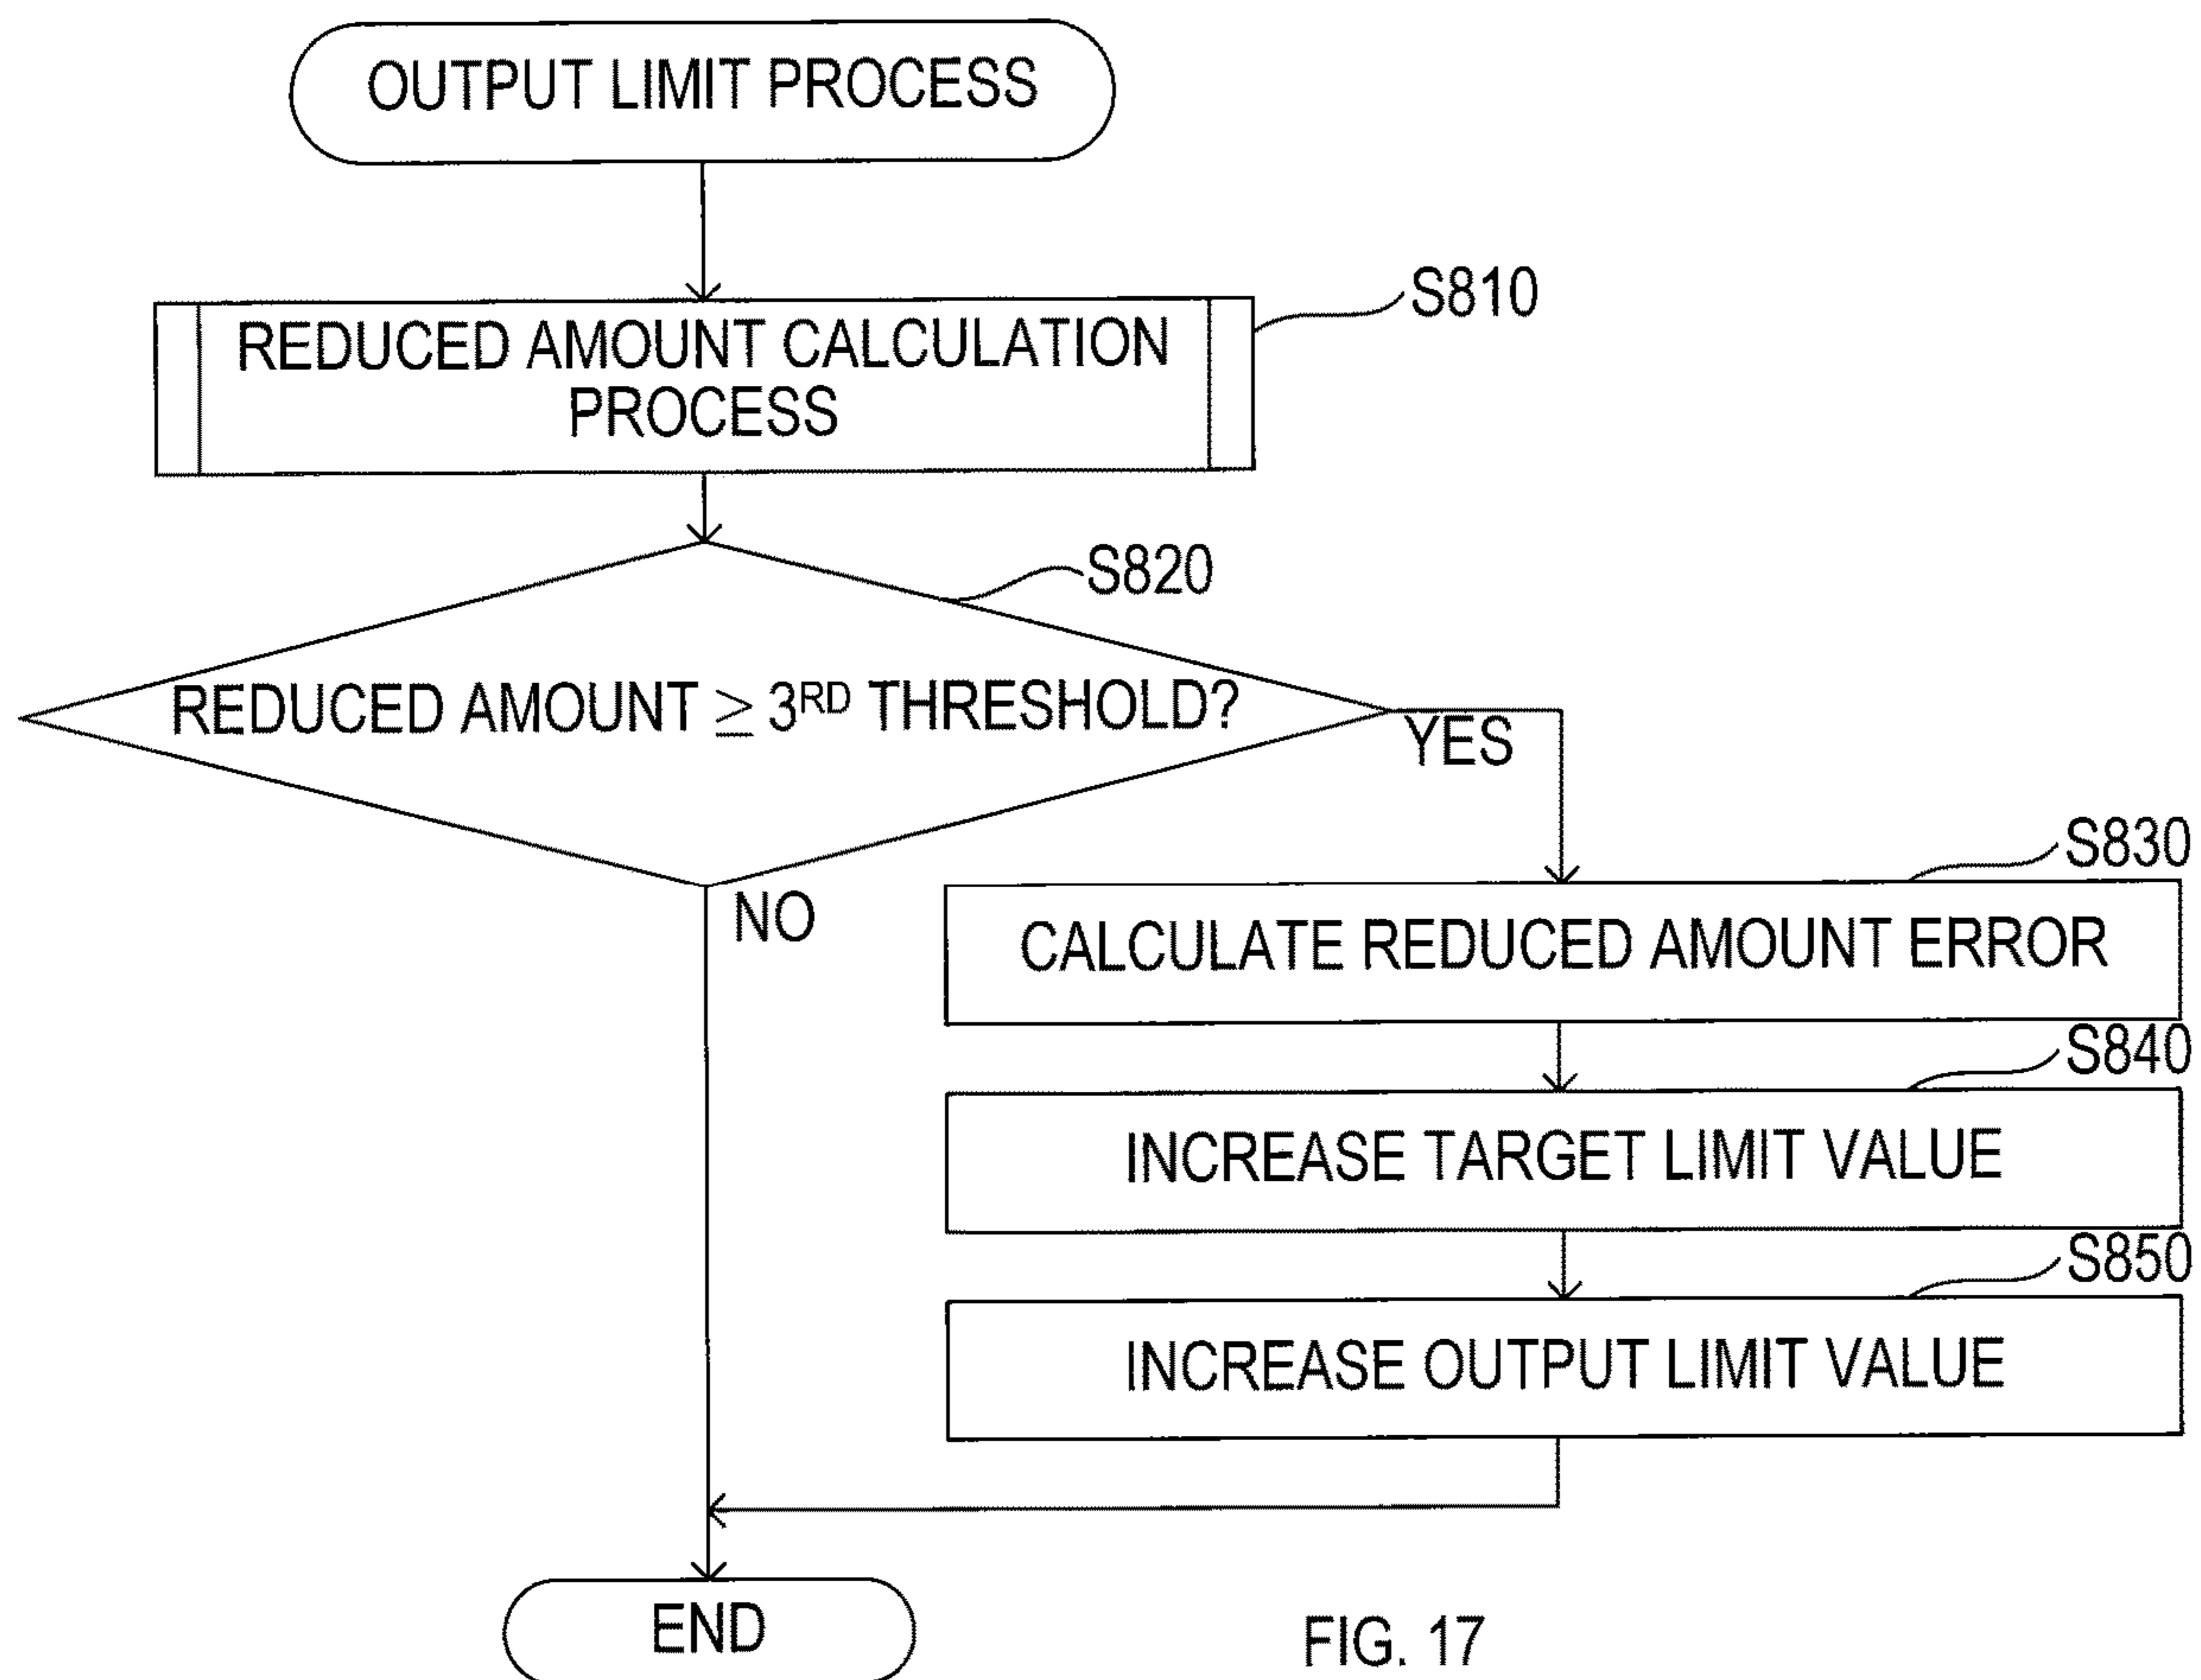 OUTPUT LIMIT PROCESS
S810
REDUCED AMOUNT CALCULATION
PROCESS
S820
REDUCED AMOUNT ≥ 3RD THRESHOLD?
YES
NO
S830
CALCULATE REDUCED AMOUNT ERROR
S840
INCREASE TARGET LIMIT VALUE
S850
INCREASE OUTPUT LIMIT VALUE
END
FIG. 17